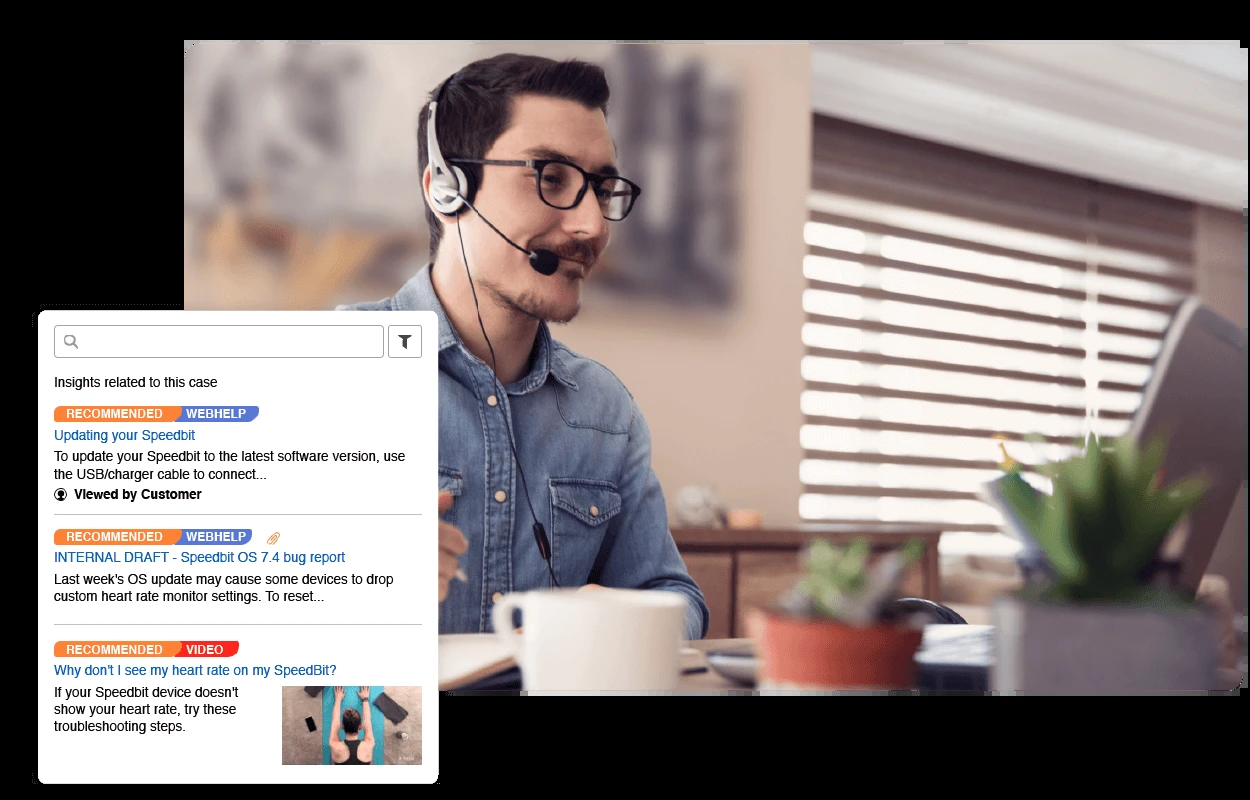 Insights related to this case
RECOMMENDED WEBHELP
Updating your Speedbit
To update your Speedbit to the latest software version, use
the USB/charger cable to connect...
Viewed by Customer
RECOMMENDED WEBHELP
INTERNAL DRAFT - Speedbit OS 7.4 bug report
Last week's OS update may cause some devices to drop
custom heart rate monitor settings. To reset...
RECOMMENDED VIDEO
Why don't I see my heart rate on my SpeedBit?
If your Speedbit device doesn't
show your heart rate, try these
troubleshooting steps.